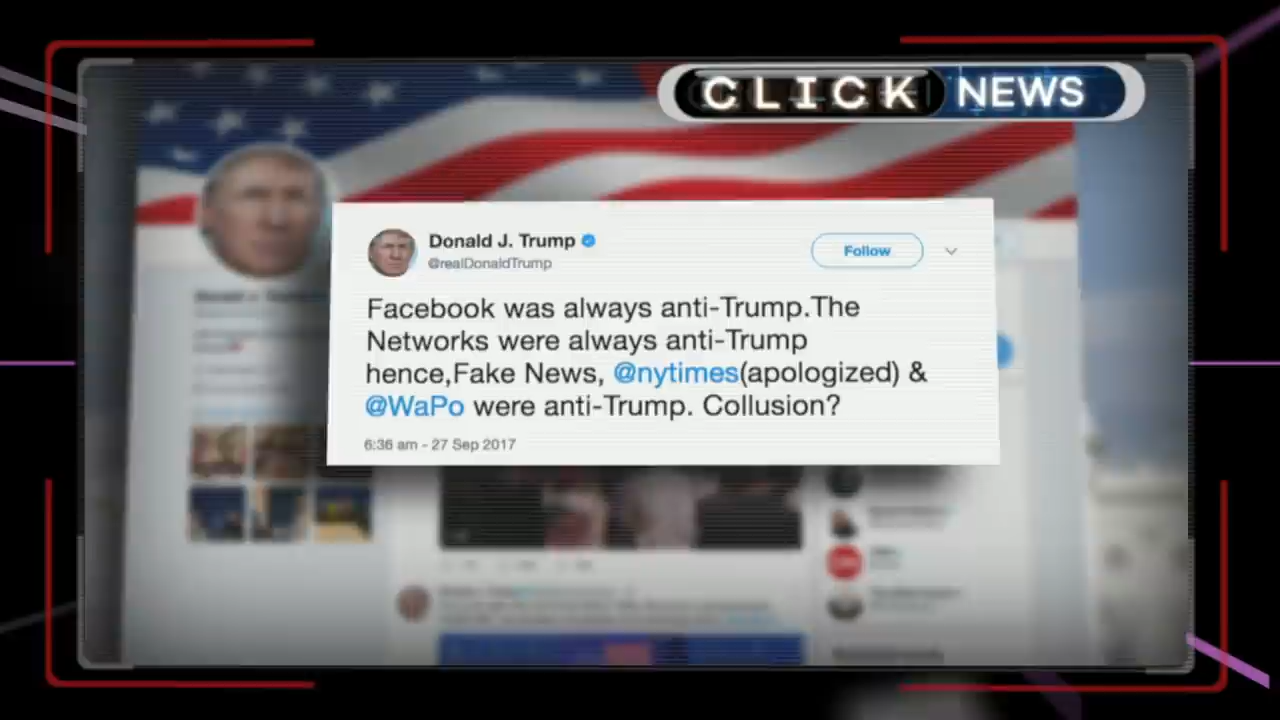 CLICK NEWS
Donald J. Trump
@realDonaldTrump
Follow
Facebook was always anti-Trump.The
Networks were always anti-Trump
hence,Fake News, @nytimes(apologized) &
@WaPo were anti-Trump. Collusion?
6:36 am - 27 Sep 2017